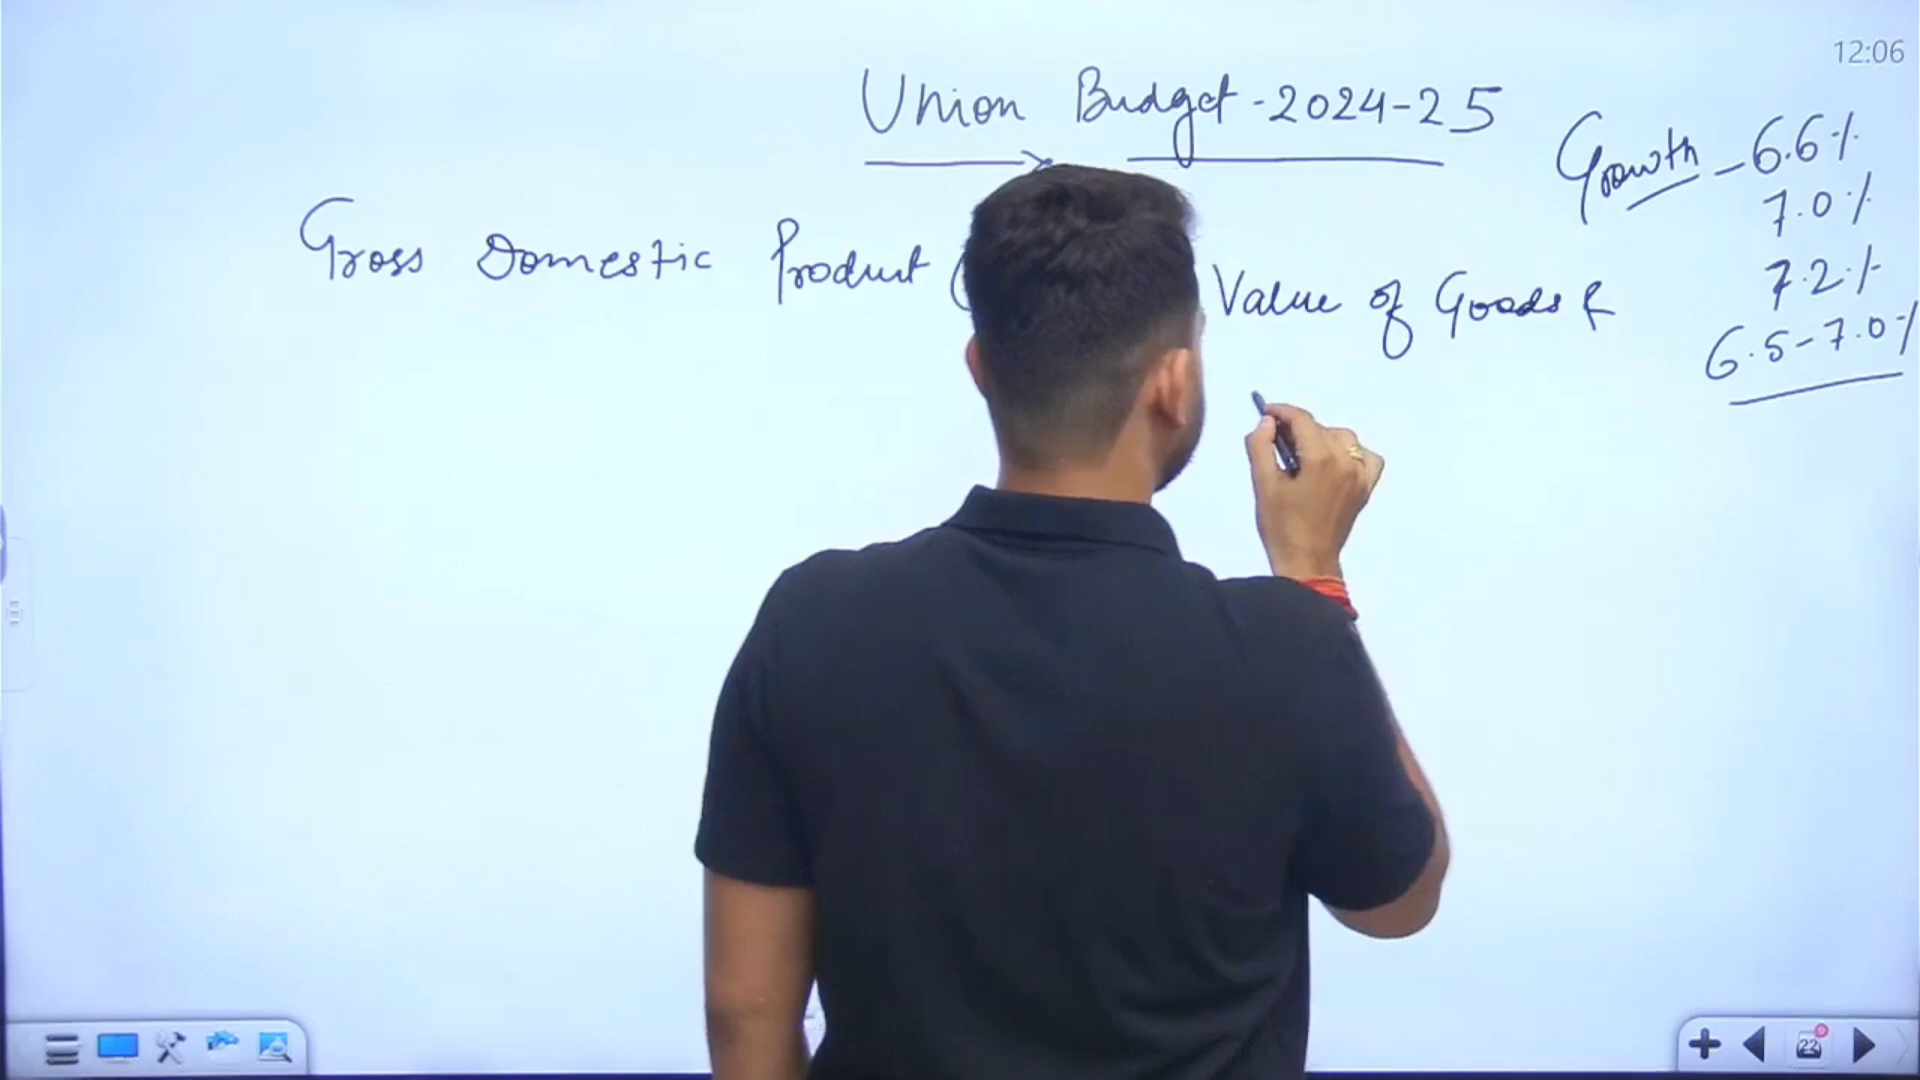 12:06
Union Budget-2024-25
Growth - 6.6%
7.0%
7.2%
6.5-7.0%
Gross Domestic Product (
Value of Goods &
22